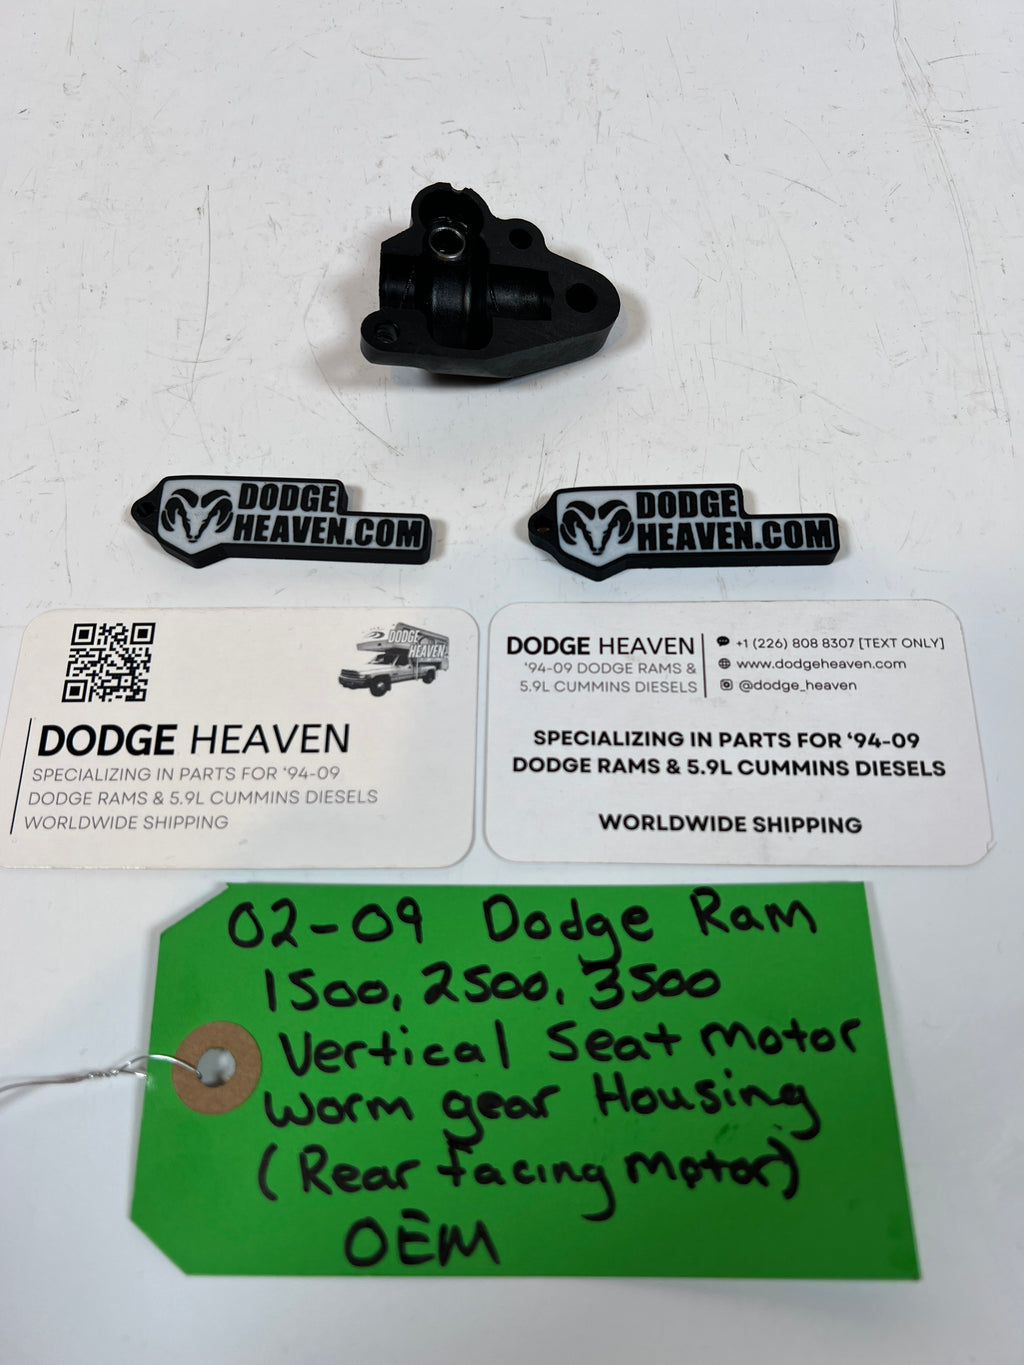 DODGE
HEAVEN.COM
DODGE
HEAVEN.COM
DODGE
HEAVEN
DODGE HEAVEN
SPECIALIZING IN PARTS FOR ‘94-09
DODGE RAMS & 5.9L CUMMINS DIESELS
WORLDWIDE SHIPPING
DODGE HEAVEN
‘94-09 DODGE RAMS &
5.9L CUMMINS DIESELS
+1 (226) 808 8307 [TEXT ONLY]
www.dodgeheaven.com
@dodge_heaven
SPECIALIZING IN PARTS FOR ‘94-09
DODGE RAMS & 5.9L CUMMINS DIESELS
WORLDWIDE SHIPPING
02-09 Dodge Ram
1500, 2500, 3500
Vertical Seat motor
worm gear Housing
(Rear facing motor)
OEM